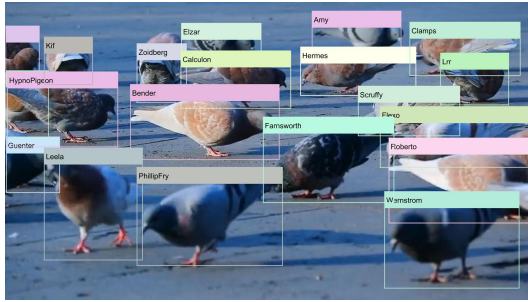 Amy
Elzar
Clamps
Kif
Zoidberg
Hermes
Calculon
Lrr
HypnoPigeon
Bender
Scruffy
Flexo
Farnsworth
Guenter
Roberto
Leela
PhillipFry
Wernstrom